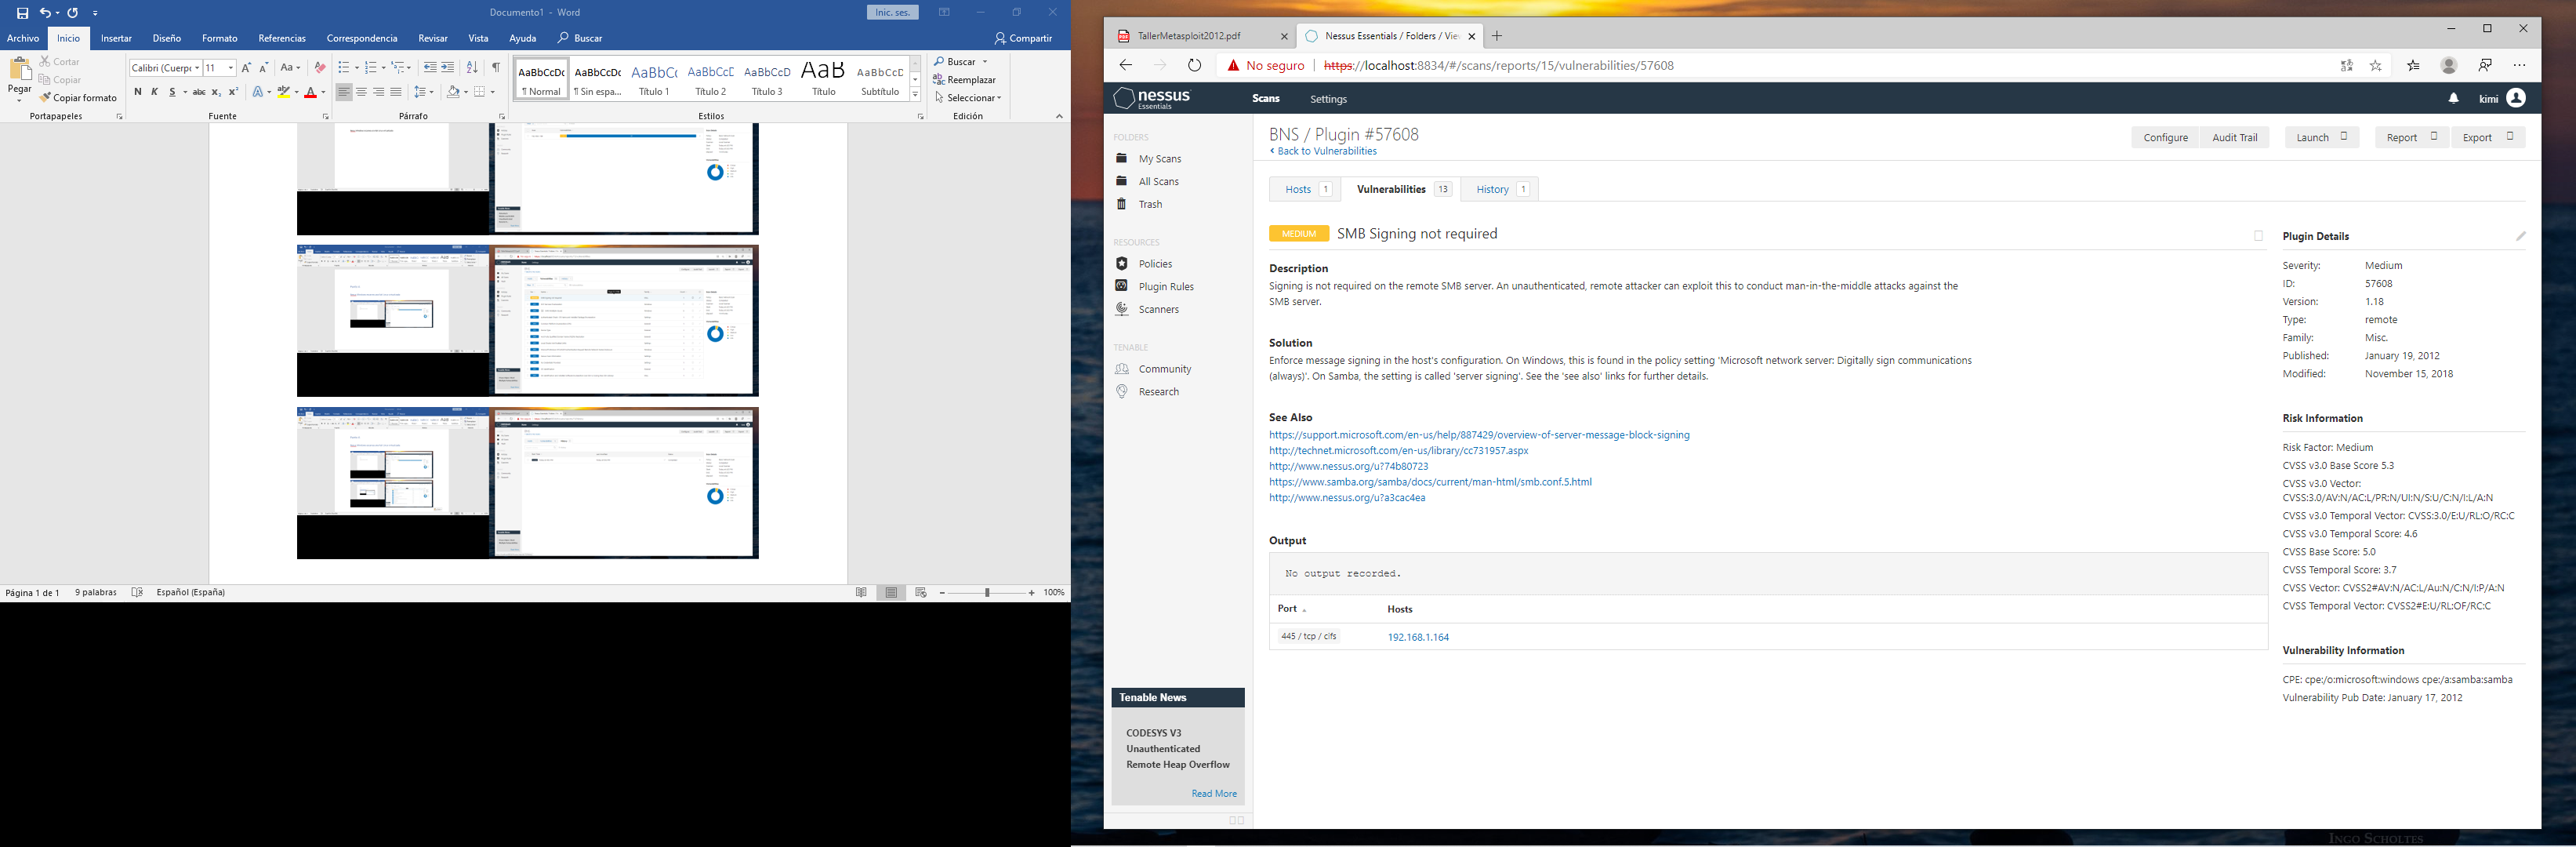 Documento1 - Word
Inic. ses.
Archivo Inicio Insertar Diseño Formato Referencias Correspondencia Revisar Vista Ayuda Buscar
Compartir
Pegar
Cortar
Copiar
Copiar formato
Portapapeles
Calibri (Cuerp 11
N K S abc x₂ x²
Fuente
Párrafo
AaBbCcDc AaBbCcDc AaBbCc AaBbCcD AaBbCcD AaB AaBbCcD
¶ Normal ¶ Sin espa... Título 1 Título 2 Título 3 Título Subtítulo
Estilos
Buscar
Reemplazar
Seleccionar
Edición
Página 1 de 1 9 palabras Español (España)
100%
TallerMetasploit2012.pdf
Nessus Essentials / Folders / Vie
No seguro https://localhost:8834/#/scans/reports/15/vulnerabilities/57608
nessus
Essentials
Scans Settings
kimi
FOLDERS
My Scans
All Scans
Trash
RESOURCES
Policies
Plugin Rules
Scanners
TENABLE
Community
Research
Tenable News
CODESYS V3
Unauthenticated
Remote Heap Overflow
Read More
BNS / Plugin #57608
< Back to Vulnerabilities
Configure Audit Trail Launch Report Export
Hosts 1 Vulnerabilities 13 History 1
MEDIUM SMB Signing not required
Description
Signing is not required on the remote SMB server. An unauthenticated, remote attacker can exploit this to conduct man-in-the-middle attacks against the
SMB server.
Solution
Enforce message signing in the host's configuration. On Windows, this is found in the policy setting 'Microsoft network server: Digitally sign communications
(always)'. On Samba, the setting is called 'server signing'. See the 'see also' links for further details.
See Also
https://support.microsoft.com/en-us/help/887429/overview-of-server-message-block-signing
http://technet.microsoft.com/en-us/library/cc731957.aspx
http://www.nessus.org/u?74b80723
https://www.samba.org/samba/docs/current/man-html/smb.conf.5.html
http://www.nessus.org/u?a3cac4ea
Output
No output recorded.
Port Hosts
445 / tcp / cifs 192.168.1.164
Plugin Details
Severity: Medium
ID: 57608
Version: 1.18
Type: remote
Family: Misc.
Published: January 19, 2012
Modified: November 15, 2018
Risk Information
Risk Factor: Medium
CVSS v3.0 Base Score 5.3
CVSS v3.0 Vector:
CVSS:3.0/AV:N/AC:L/PR:N/UI:N/S:U/C:N/I:L/A:N
CVSS v3.0 Temporal Vector: CVSS:3.0/E:U/RL:O/RC:C
CVSS v3.0 Temporal Score: 4.6
CVSS Base Score: 5.0
CVSS Temporal Score: 3.7
CVSS Vector: CVSS2#AV:N/AC:L/Au:N/C:N/I:P/A:N
CVSS Temporal Vector: CVSS2#E:U/RL:OF/RC:C
Vulnerability Information
CPE: cpe:/o:microsoft:windows cpe:/a:samba:samba
Vulnerability Pub Date: January 17, 2012
INGO SCHOLTES